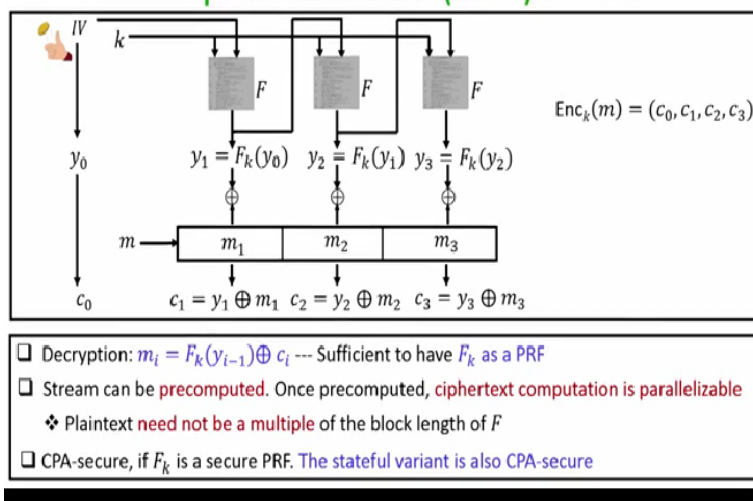 IV
k
F F F
Enc_k(m) = (c_0, c_1, c_2, c_3)
y_0 y_1 = F_k(y_0) y_2 = F_k(y_1) y_3 = F_k(y_2)
⊕ ⊕ ⊕
m m_1 m_2 m_3
c_0 c_1 = y_1 ⊕ m_1 c_2 = y_2 ⊕ m_2 c_3 = y_3 ⊕ m_3
❑ Decryption: m_i = F_k(y_{i-1})⊕ c_i --- Sufficient to have F_k as a PRF
❑ Stream can be precomputed. Once precomputed, ciphertext computation is parallelizable
❖ Plaintext need not be a multiple of the block length of F
❑ CPA-secure, if F_k is a secure PRF. The stateful variant is also CPA-secure